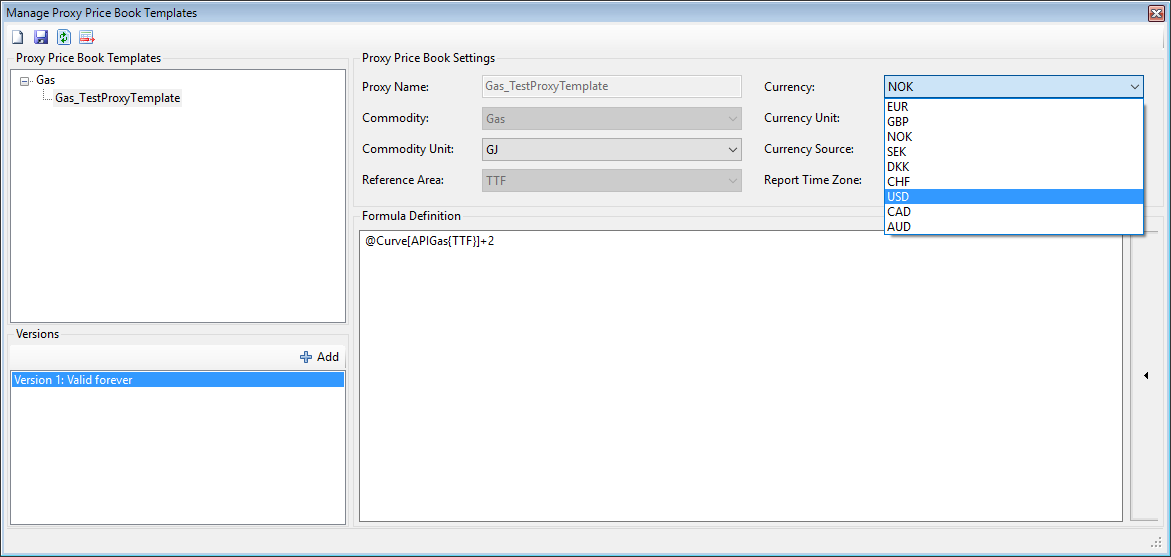 Manage Proxy Price Book Templates
Proxy Price Book Templates
Gas
Gas_TestProxyTemplate
Versions
Add
Version 1: Valid forever
Proxy Price Book Settings
Proxy Name: Gas_TestProxyTemplate
Commodity: Gas
Commodity Unit: GJ
Reference Area: TTF
Currency: NOK
Currency Unit:
Currency Source:
Report Time Zone:
EUR
GBP
NOK
SEK
DKK
CHF
USD
CAD
AUD
Formula Definition
@Curve[APIGas{TTF}]+2